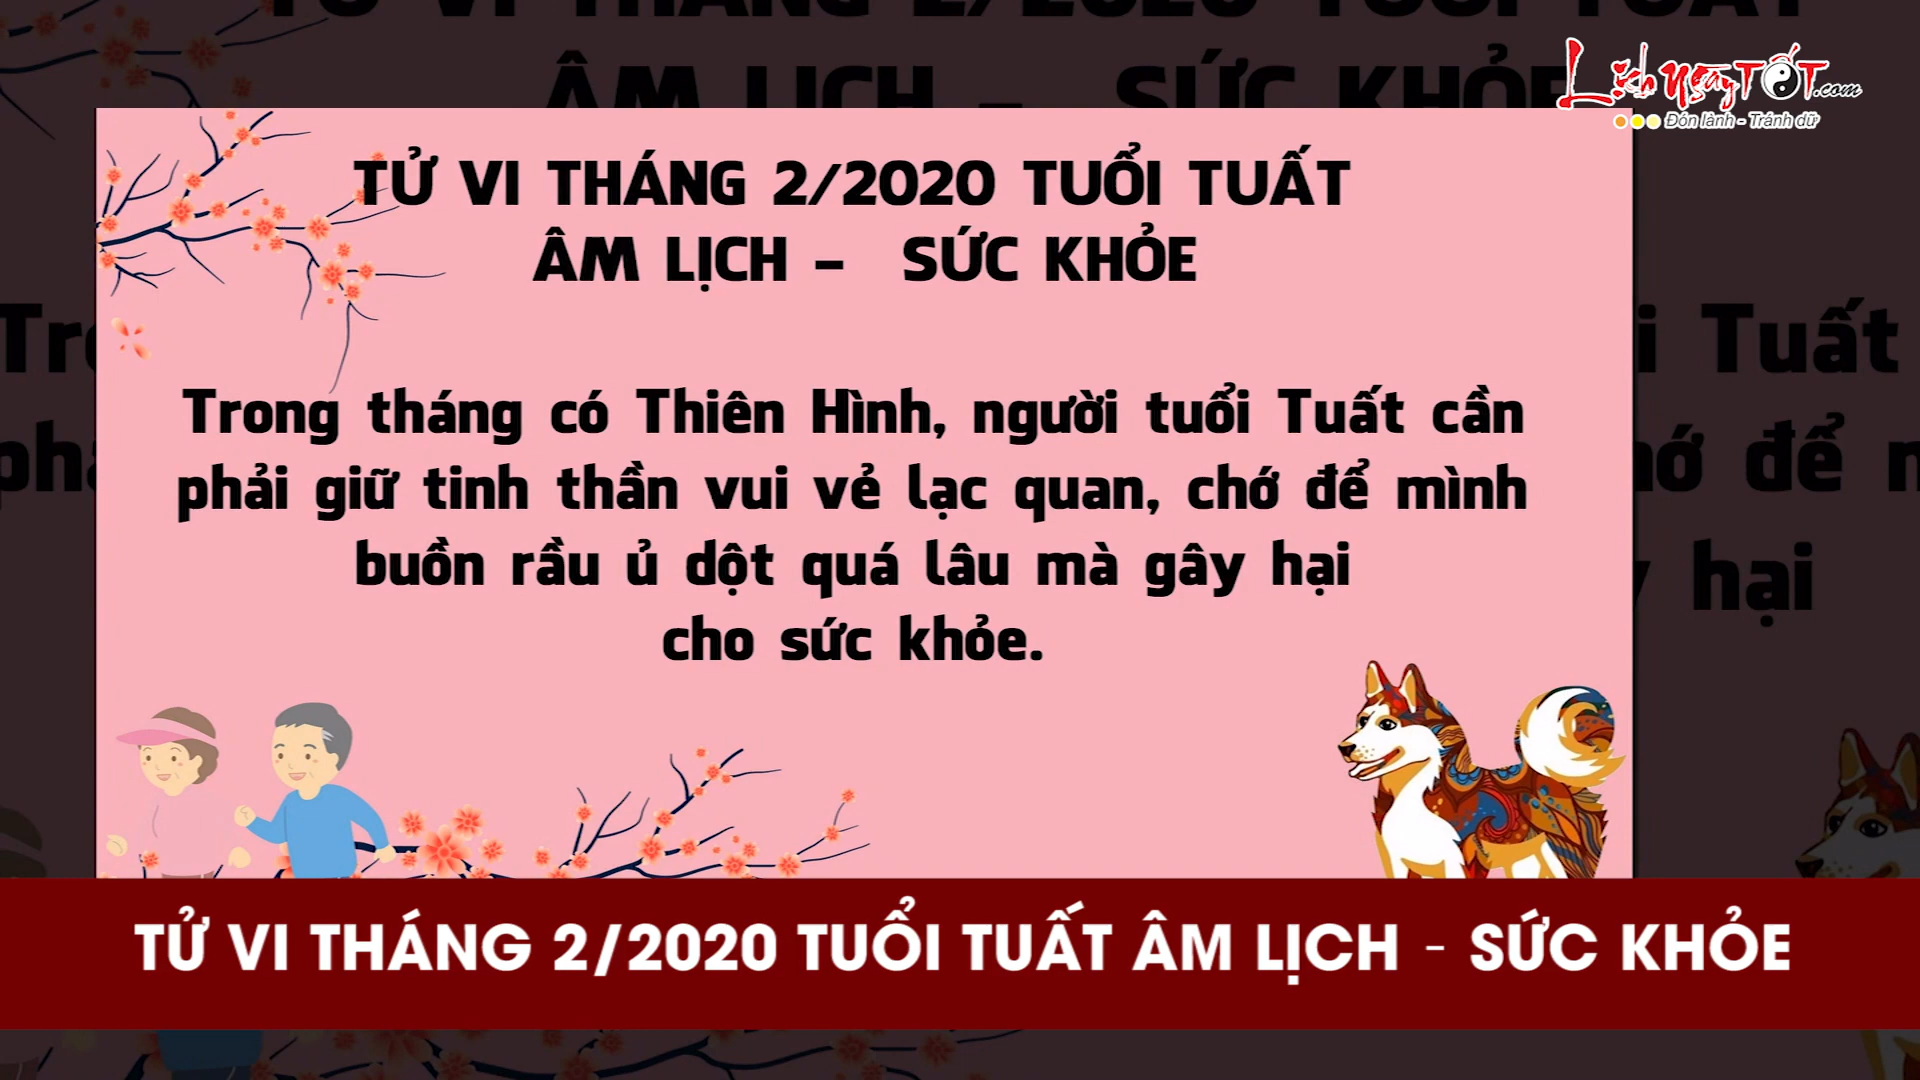 LịchNgàyTỐT.com
Đón lành - Tránh dữ
TỬ VI THÁNG 2/2020 TUỔI TUẤT
ÂM LỊCH – SỨC KHỎE
Trong tháng có Thiên Hình, người tuổi Tuất cần
phải giữ tinh thần vui vẻ lạc quan, chớ để mình
buồn rầu ủ dột quá lâu mà gây hại
cho sức khỏe.
TỬ VI THÁNG 2/2020 TUỔI TUẤT ÂM LỊCH - SỨC KHỎE